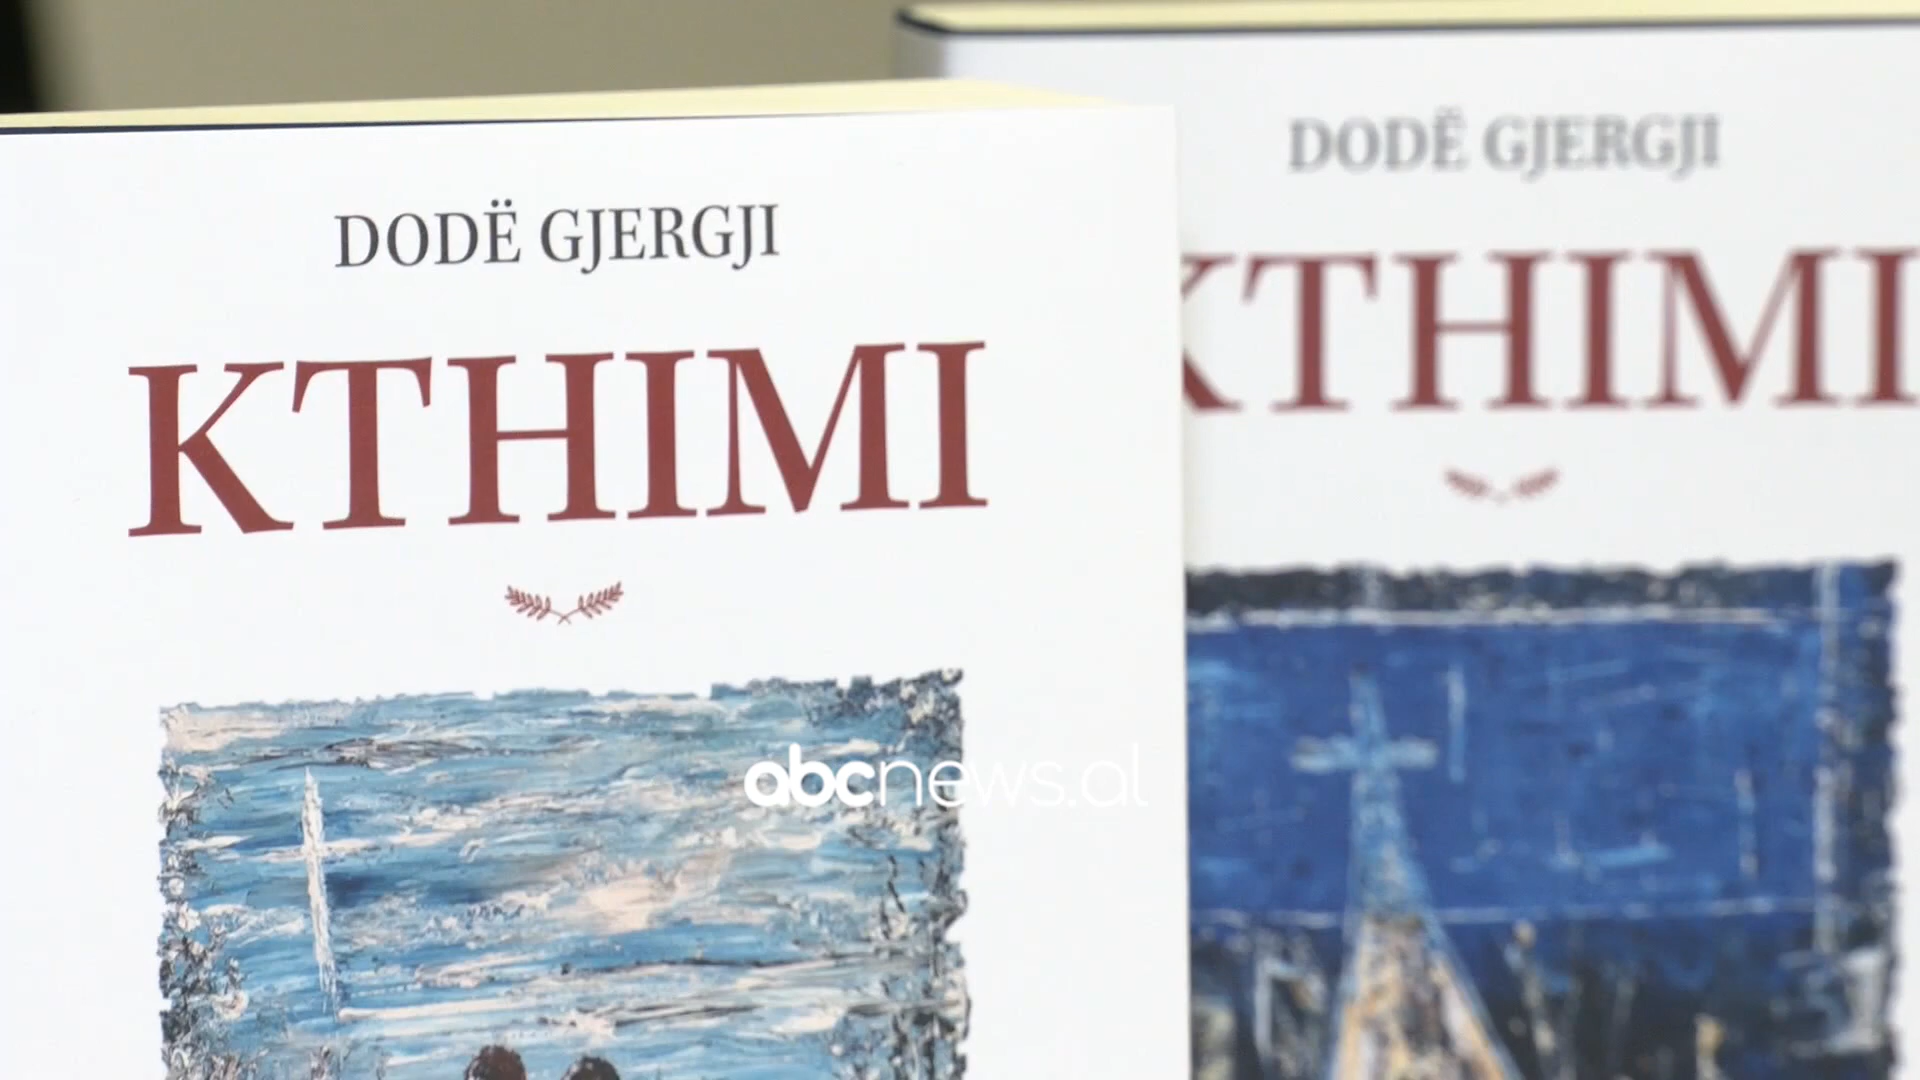 DODË GJERGJI
KTHIMI
DODË GJERGJI
KTHIMI
abcnews.al